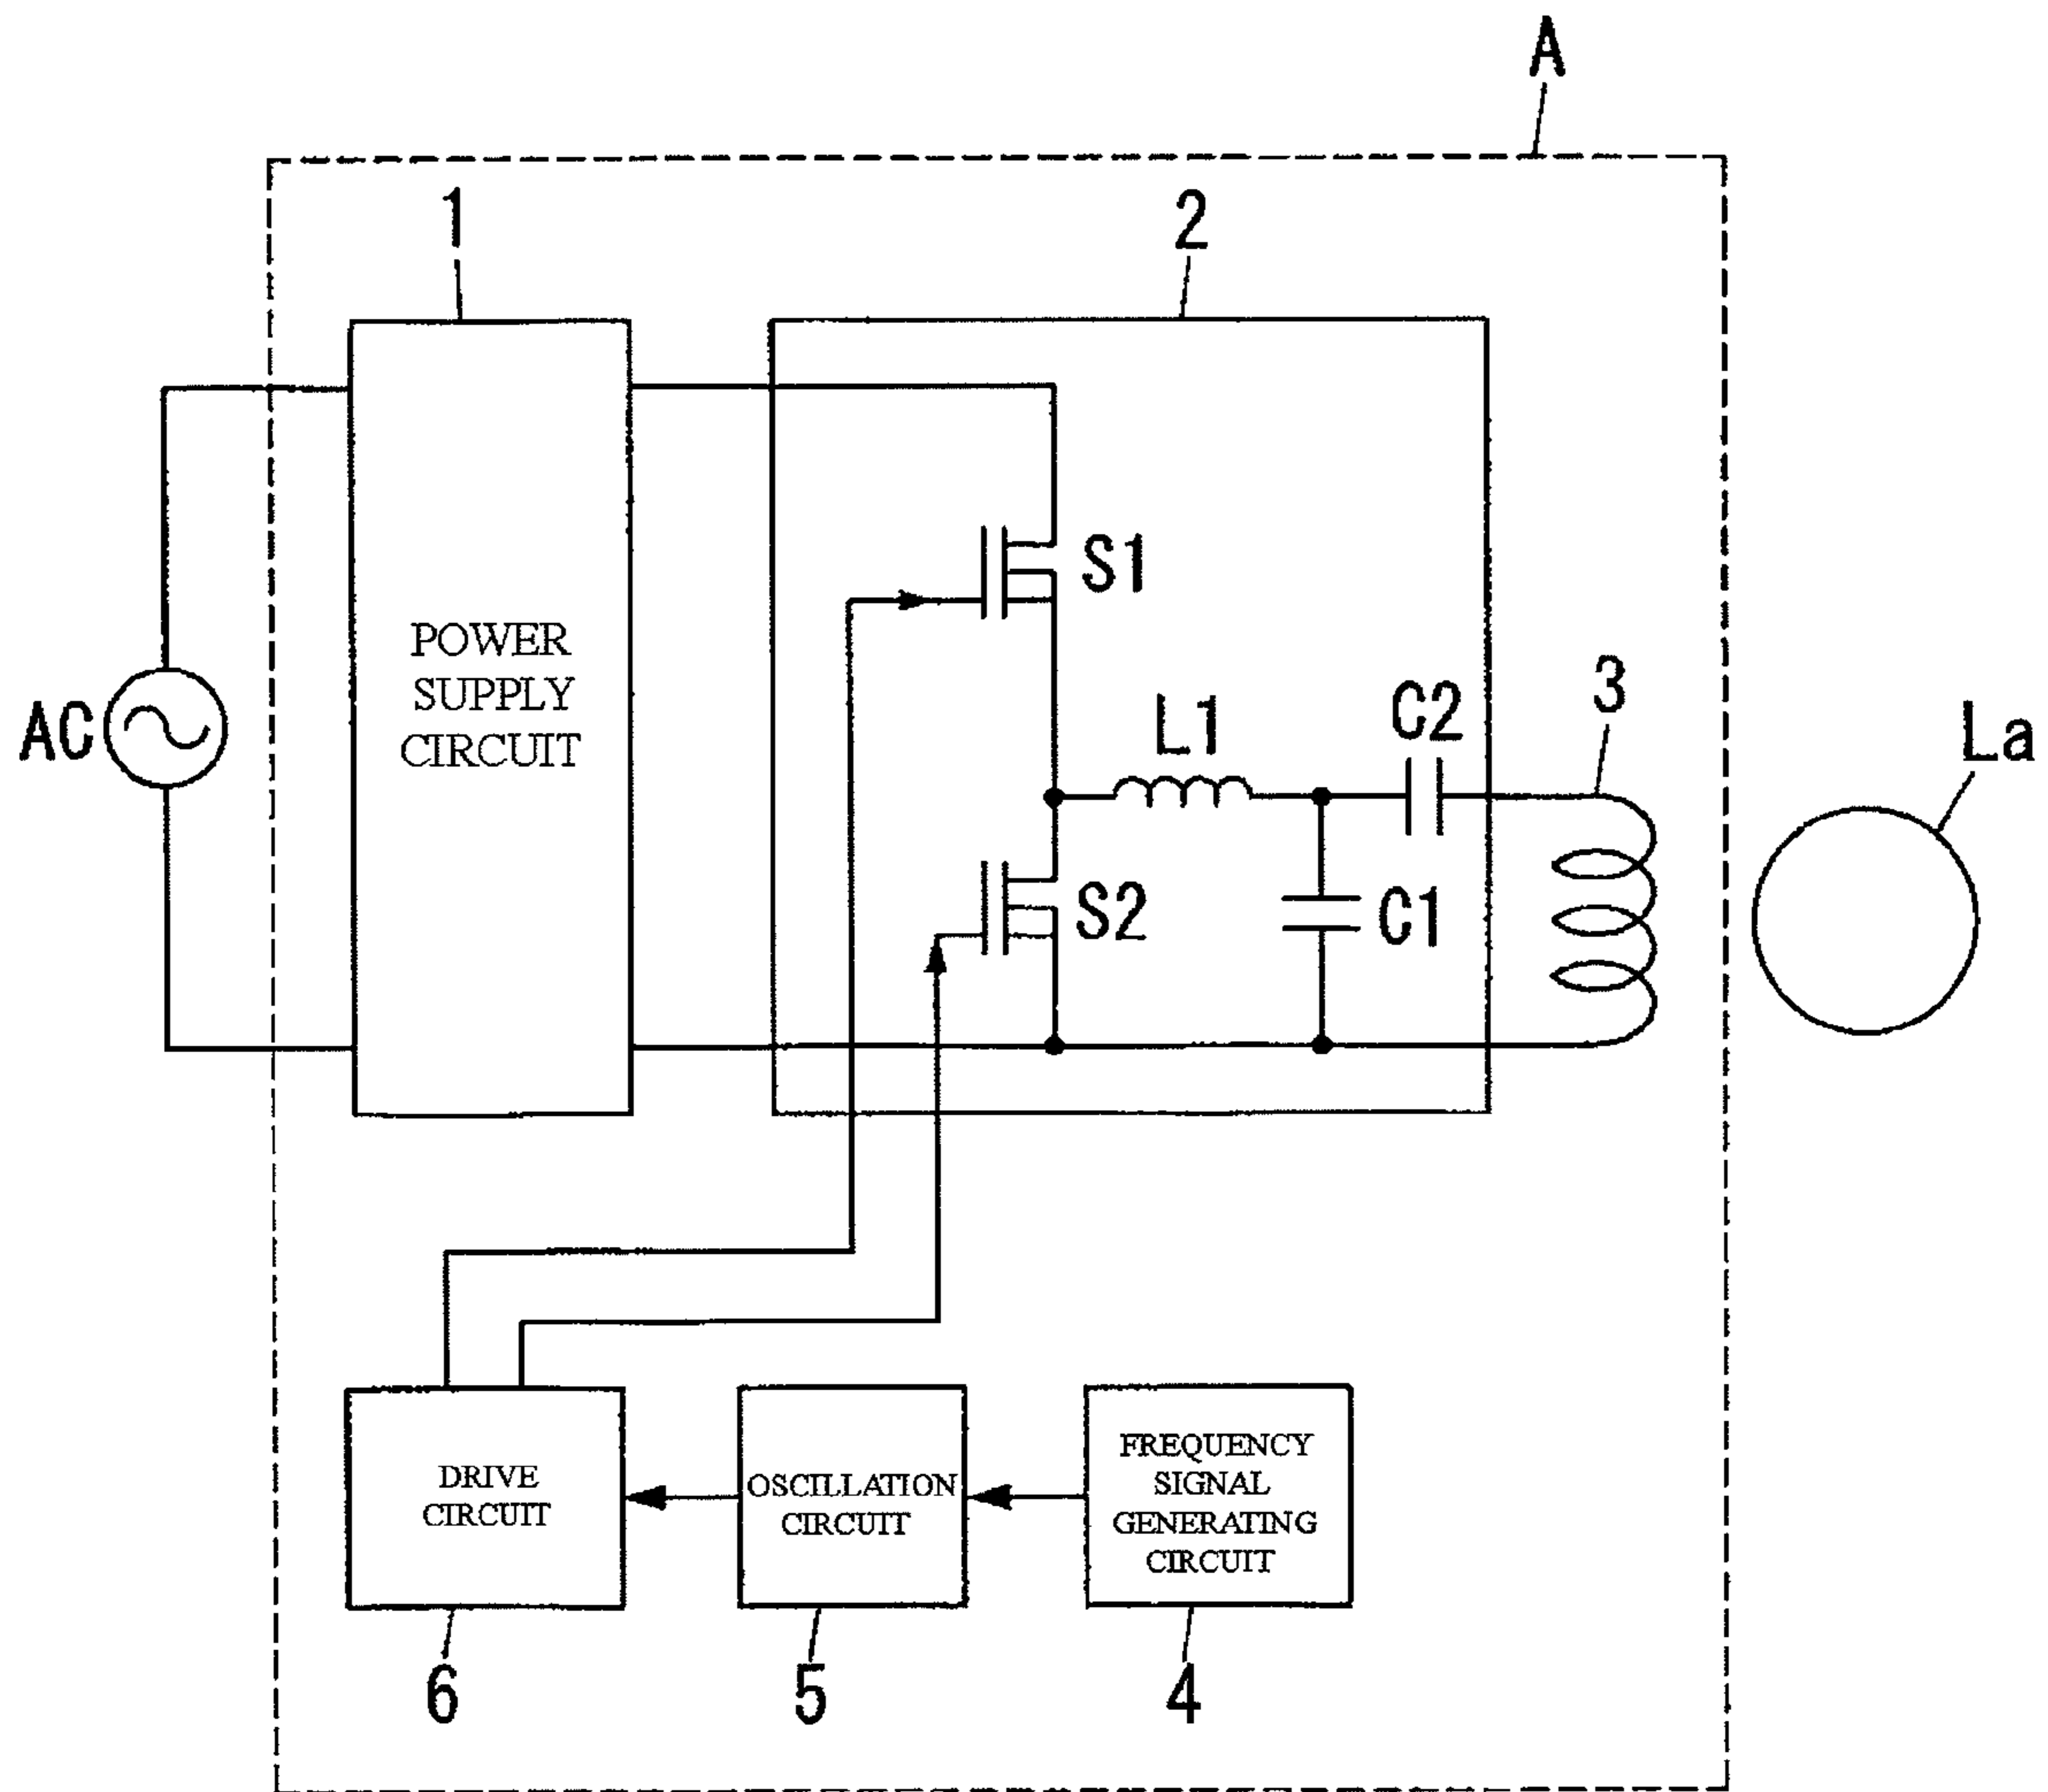 A
1
2
POWER
SUPPLY
CIRCUIT
AC
S1
S2
L1
C2
C1
3
La
DRIVE
CIRCUIT
OSCILLATION
CIRCUIT
FREQUENCY
SIGNAL
GENERATING
CIRCUIT
6
5
4